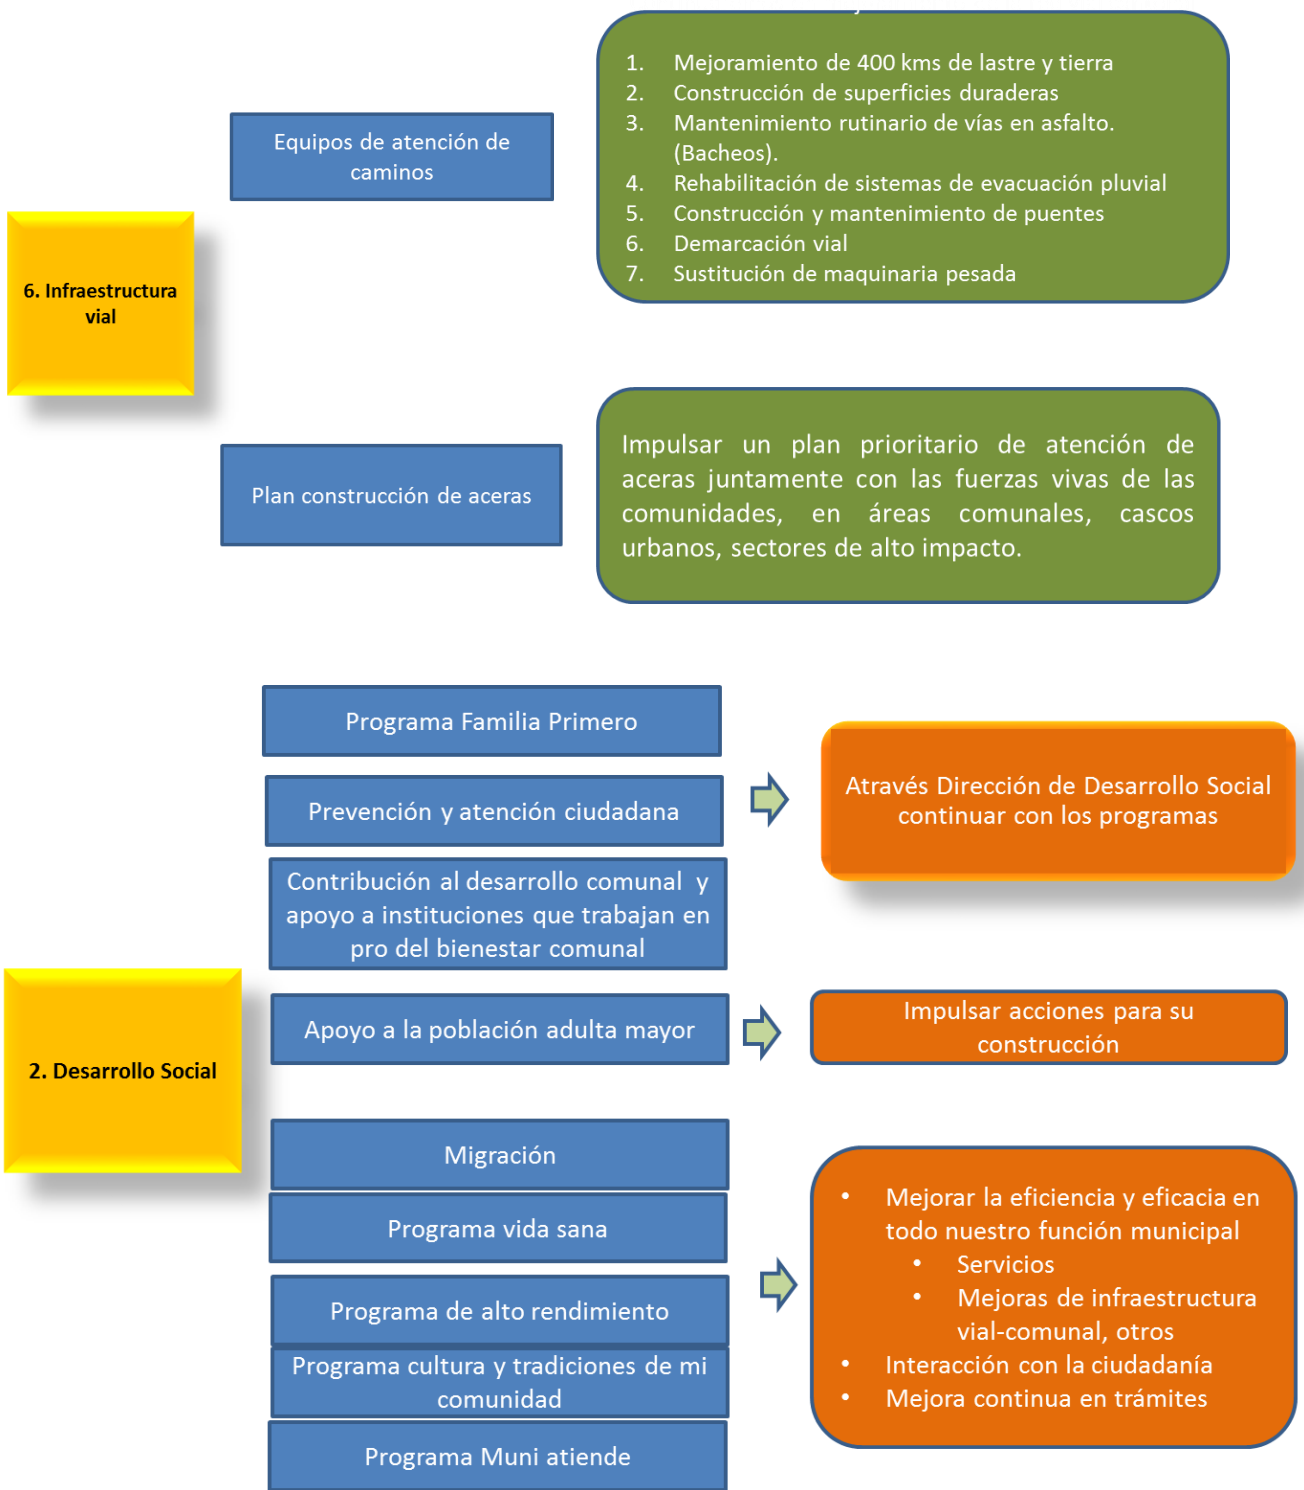 6. Infraestructura
vial
Equipos de atención de
caminos
1. Mejoramiento de 400 kms de lastre y tierra
2. Construcción de superficies duraderas
3. Mantenimiento rutinario de vías en asfalto.
(Bacheos).
4. Rehabilitación de sistemas de evacuación pluvial
5. Construcción y mantenimiento de puentes
6. Demarcación vial
7. Sustitución de maquinaria pesada
Plan construcción de aceras
Impulsar un plan prioritario de atención de
aceras juntamente con las fuerzas vivas de las
comunidades, en áreas comunales, cascos
urbanos, sectores de alto impacto.
2. Desarrollo Social
Programa Familia Primero
Prevención y atención ciudadana
Contribución al desarrollo comunal y
apoyo a instituciones que trabajan en
pro del bienestar comunal
Através Dirección de Desarrollo Social
continuar con los programas
Apoyo a la población adulta mayor
Impulsar acciones para su
construcción
Migración
Programa vida sana
Programa de alto rendimiento
Programa cultura y tradiciones de mi
comunidad
Programa Muni atiende
• Mejorar la eficiencia y eficacia en
todo nuestro función municipal
• Servicios
• Mejoras de infraestructura
vial-comunal, otros
• Interacción con la ciudadanía
• Mejora continua en trámites